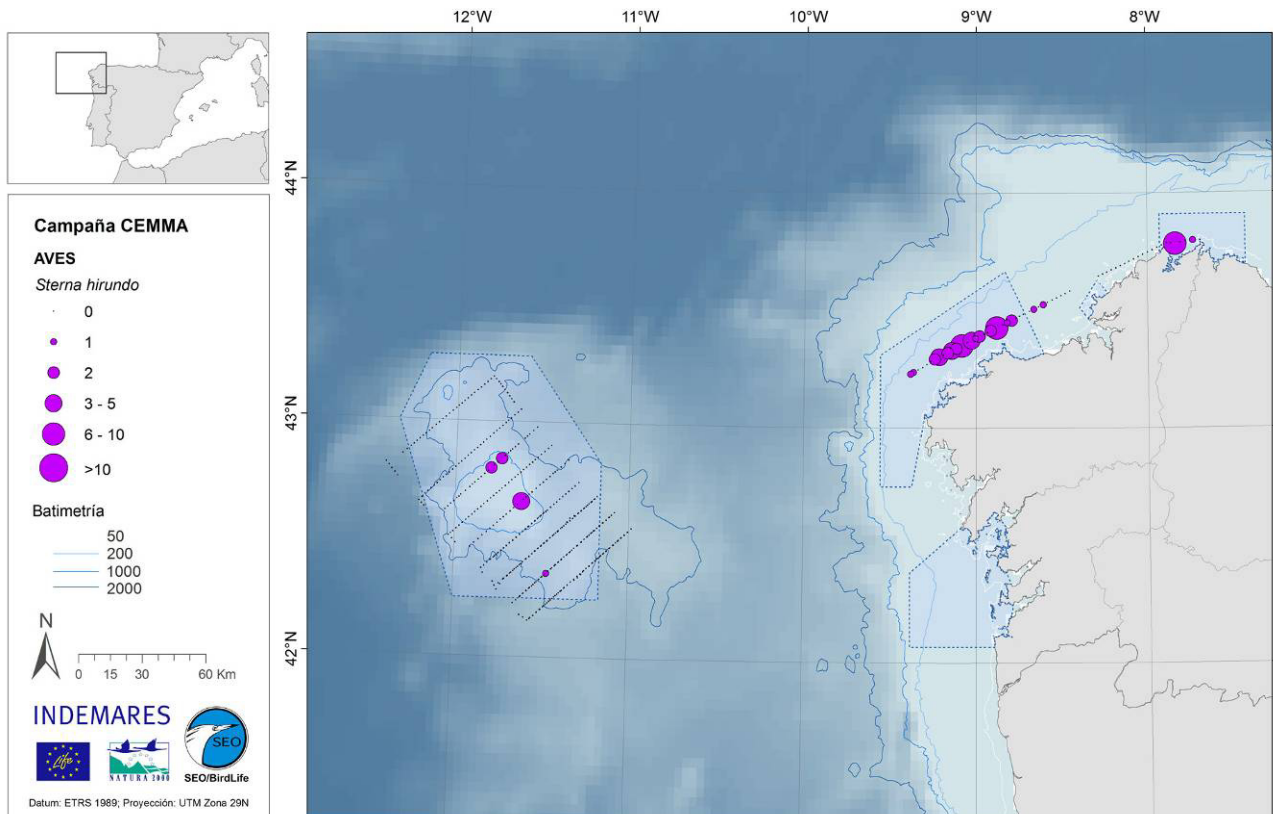 12°W 11°W 10°W 9°W 8°W
44°N
43°N
42°N
Campaña CEMMA
AVES
Sterna hirundo
0
1
2
3 - 5
6 - 10
>10
Batimetría
50
200
1000
2000
N
0 15 30 60 Km
INDEMARES
Life
NATURA 2000
SEO
SEO/BirdLife
Datum: ETRS 1989; Proyección: UTM Zona 29N